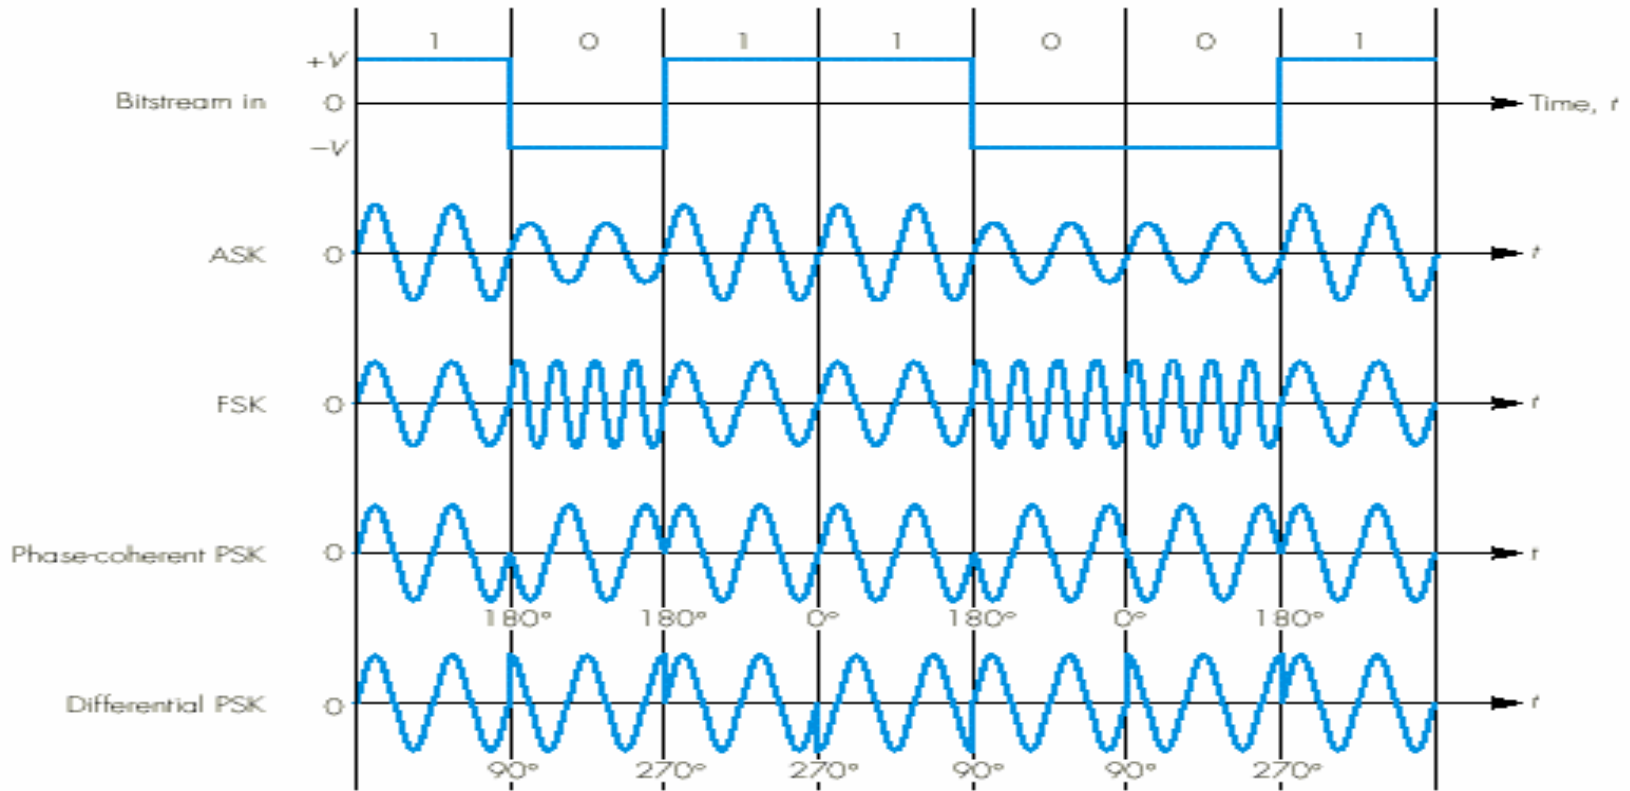 1 0 1 1 0 0 1
+V
Bitstream in 0 Time, t
−V
ASK 0 t
FSK 0 t
Phase-coherent PSK 0 t
180° 180° 0° 180° 0° 180°
Differential PSK 0 t
90° 270° 270° 90° 90° 270°